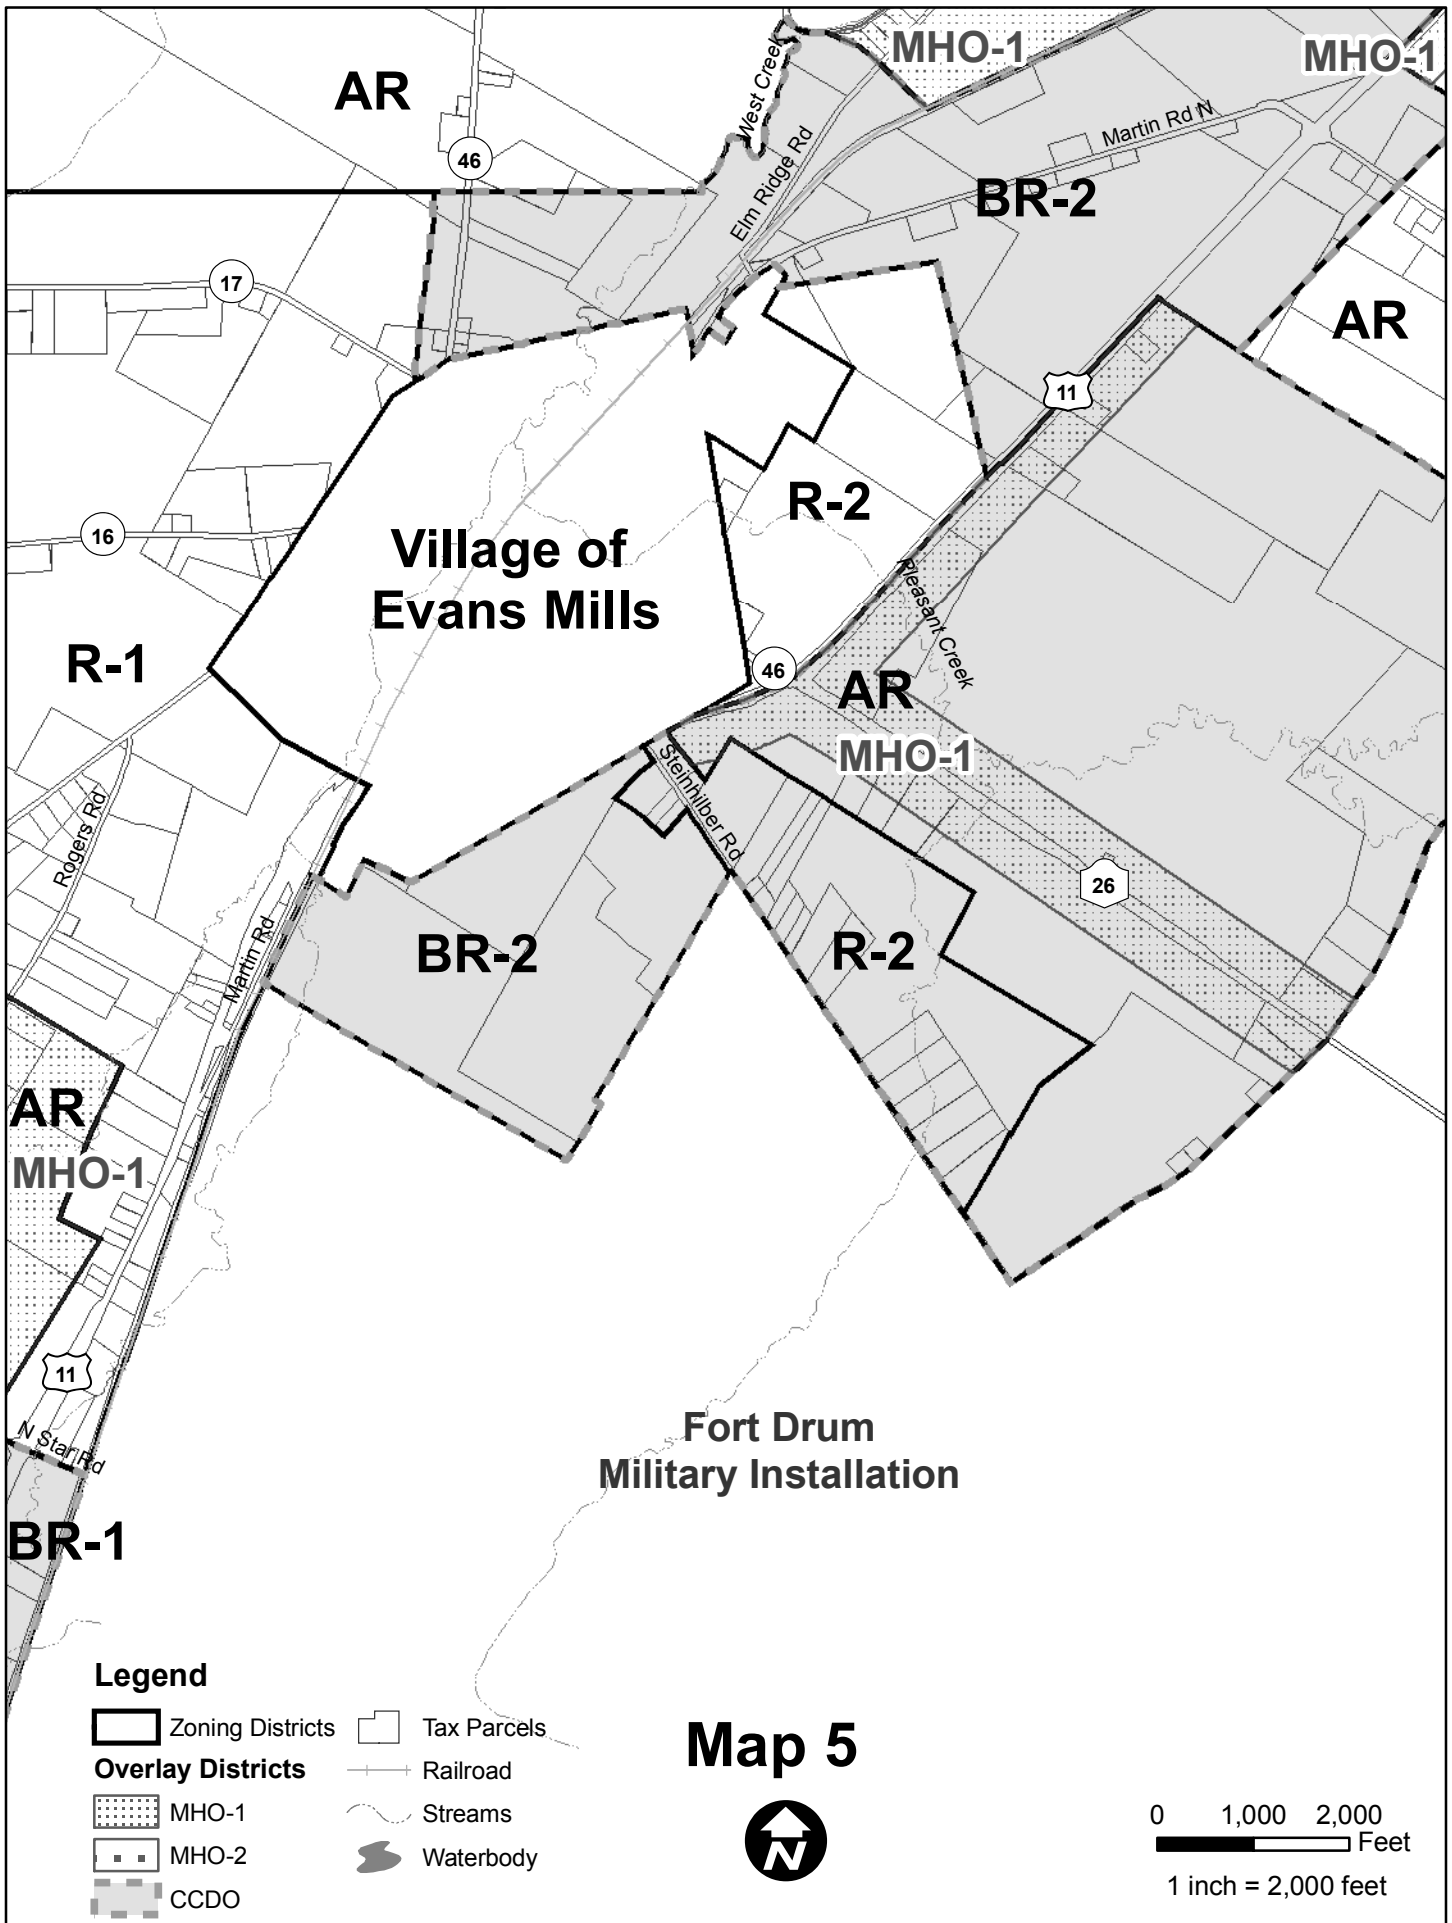 MHO-1
MHO-1
AR
West Creek
46
Elm Ridge Rd
Martin Rd N
BR-2
17
AR
11
R-2
16
Village of
Evans Mills
Pleasant Creek
R-1
46
AR
MHO-1
Steinhilber Rd
Rogers Rd
26
Martin Rd
BR-2
R-2
AR
MHO-1
11
N Star Rd
Fort Drum
Military Installation
BR-1
Legend
Zoning Districts
Tax Parcels
Overlay Districts
Railroad
MHO-1
Streams
MHO-2
Waterbody
CCDO
Map 5
N
0 1,000 2,000
Feet
1 inch = 2,000 feet